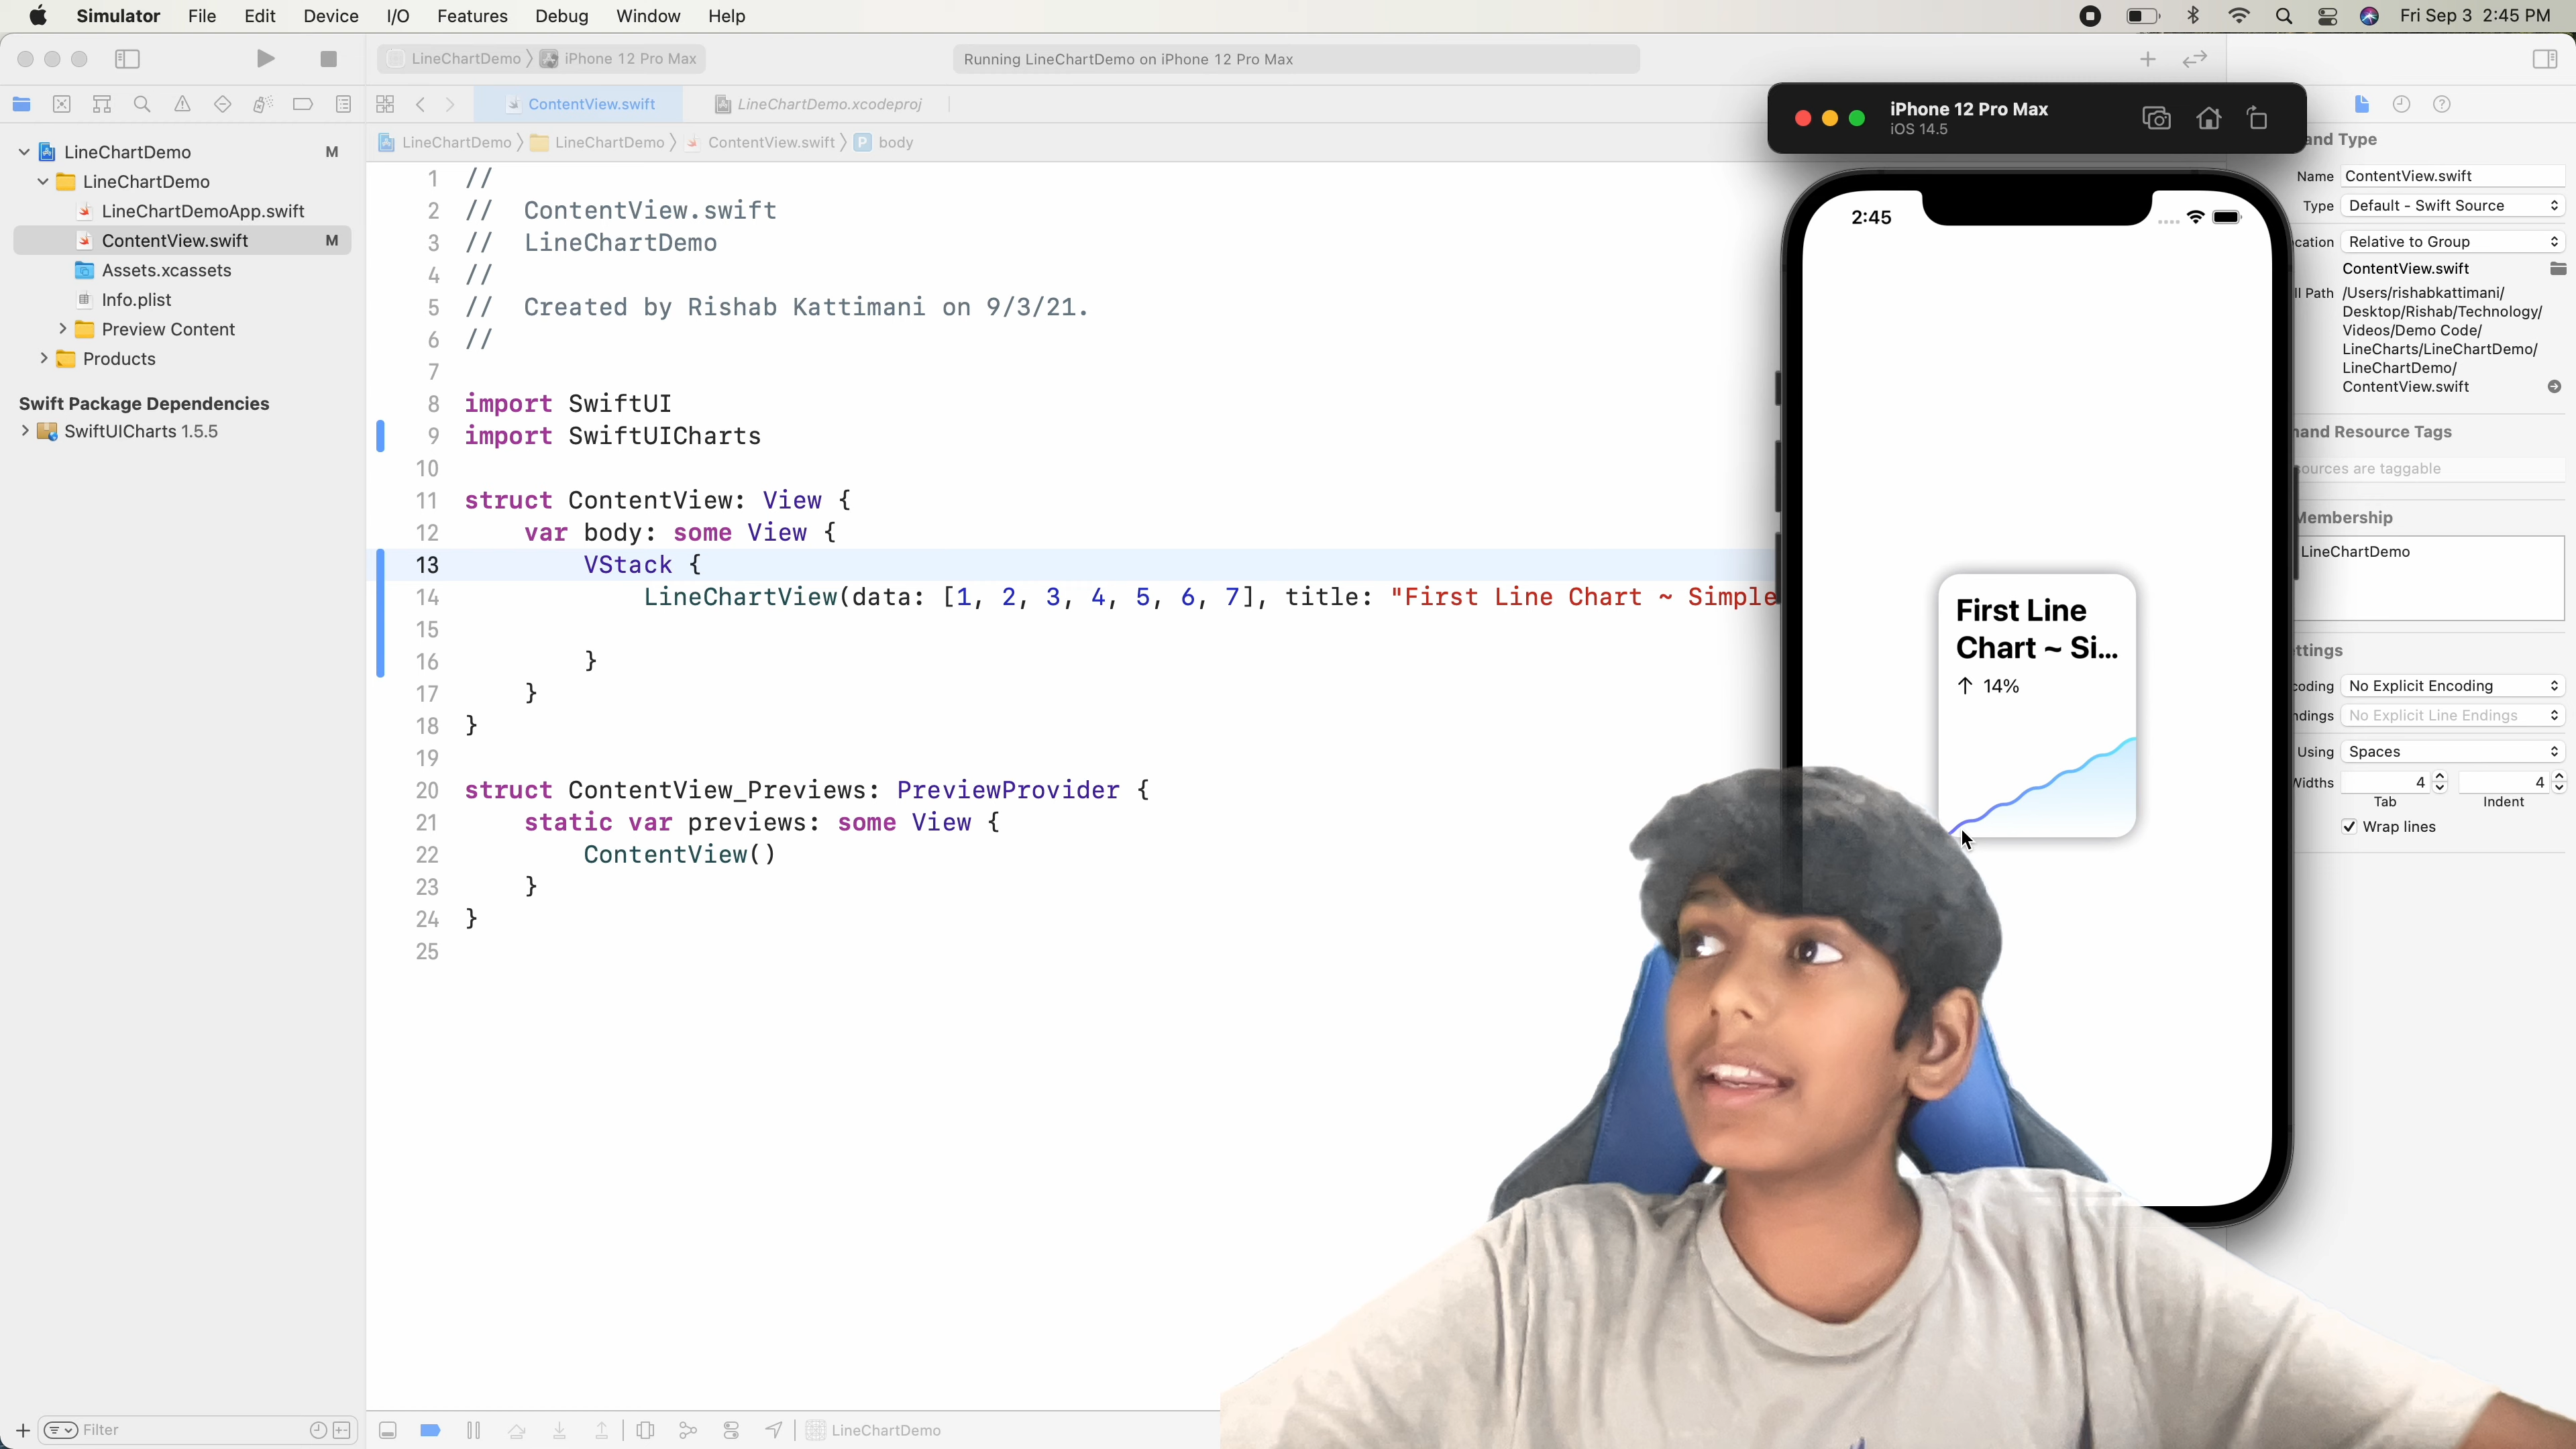 Simulator File Edit Device I/O Features Debug Window Help Fri Sep 3 2:45 PM
LineChartDemo iPhone 12 Pro Max Running LineChartDemo on iPhone 12 Pro Max
ContentView.swift LineChartDemo.xcodeproj
LineChartDemo LineChartDemo ContentView.swift P body
LineChartDemo M
LineChartDemo
LineChartDemoApp.swift
ContentView.swift M
Assets.xcassets
Info.plist
Preview Content
Products
Swift Package Dependencies
SwiftUICharts 1.5.5
Filter
1 //
2 // ContentView.swift
3 // LineChartDemo
4 //
5 // Created by Rishab Kattimani on 9/3/21.
6 //
7
8 import SwiftUI
9 import SwiftUICharts
10
11 struct ContentView: View {
12 var body: some View {
13 VStack {
14 LineChartView(data: [1, 2, 3, 4, 5, 6, 7], title: "First Line Chart ~ Simple
15
16 }
17 }
18 }
19
20 struct ContentView_Previews: PreviewProvider {
21 static var previews: some View {
22 ContentView()
23 }
24 }
25
LineChartDemo
iPhone 12 Pro Max
iOS 14.5
2:45
First Line
Chart ~ Si...
↑ 14%
and Type
Name ContentView.swift
Type Default - Swift Source
cation Relative to Group
ContentView.swift
ll Path /Users/rishabkattimani/
Desktop/Rishab/Technology/
Videos/Demo Code/
LineCharts/LineChartDemo/
LineChartDemo/
ContentView.swift
mand Resource Tags
sources are taggable
Membership
LineChartDemo
ettings
coding No Explicit Encoding
ndings No Explicit Line Endings
Using Spaces
Widths 4 4
Tab Indent
Wrap lines